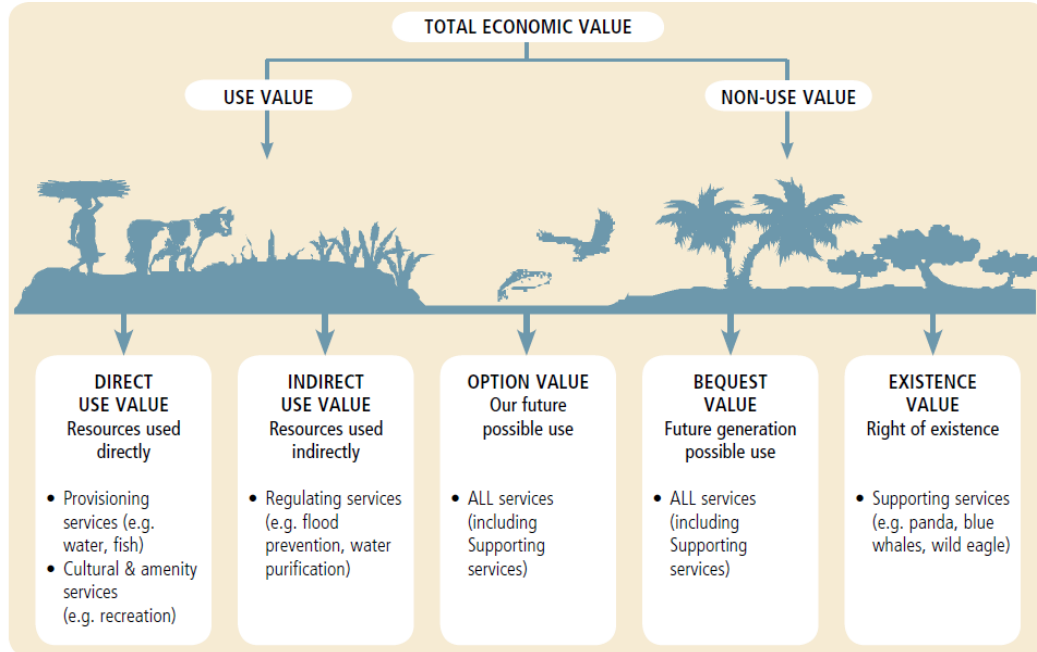 TOTAL ECONOMIC VALUE
USE VALUE
NON-USE VALUE
DIRECT
USE VALUE
Resources used
directly
• Provisioning
services (e.g.
water, fish)
• Cultural & amenity
services
(e.g. recreation)
INDIRECT
USE VALUE
Resources used
indirectly
• Regulating services
(e.g. flood
prevention, water
purification)
OPTION VALUE
Our future
possible use
• ALL services
(including
Supporting
services)
BEQUEST
VALUE
Future generation
possible use
• ALL services
(including
Supporting
services)
EXISTENCE
VALUE
Right of existence
• Supporting services
(e.g. panda, blue
whales, wild eagle)